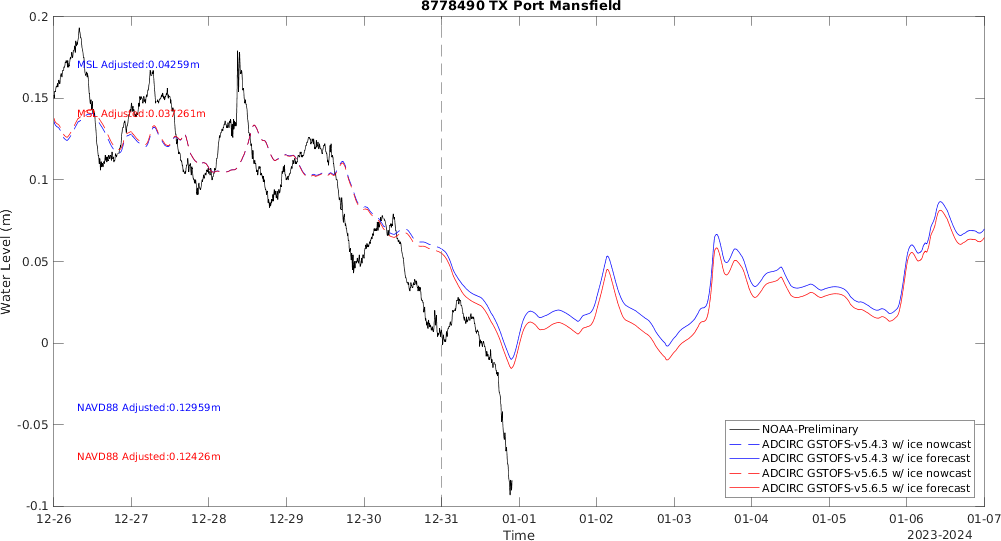 8778490 TX Port Mansfield
0.2
0.15
0.1
0.05
0
-0.05
-0.1
Water Level (m)
MSL Adjusted:0.04259m
MSL Adjusted:0.037261m
NAVD88 Adjusted:0.12959m
NAVD88 Adjusted:0.12426m
NOAA-Preliminary
ADCIRC GSTOFS-v5.4.3 w/ ice nowcast
ADCIRC GSTOFS-v5.4.3 w/ ice forecast
ADCIRC GSTOFS-v5.6.5 w/ ice nowcast
ADCIRC GSTOFS-v5.6.5 w/ ice forecast
12-26 12-27 12-28 12-29 12-30 12-31 01-01 01-02 01-03 01-04 01-05 01-06 01-07
Time
2023-2024